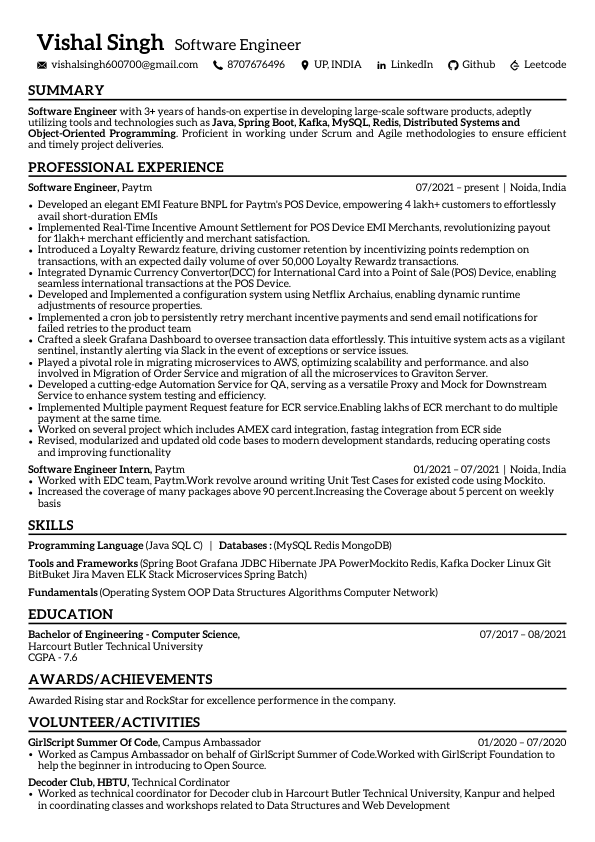 Vishal Singh Software Engineer
vishalsingh600700@gmail.com 8707676496 UP, INDIA LinkedIn Github Leetcode
SUMMARY
Software Engineer with 3+ years of hands-on expertise in developing large-scale software products, adeptly
utilizing tools and technologies such as Java, Spring Boot, Kafka, MySQL, Redis, Distributed Systems and
Object-Oriented Programming. Proficient in working under Scrum and Agile methodologies to ensure efficient
and timely project deliveries.
PROFESSIONAL EXPERIENCE
Software Engineer, Paytm 07/2021 – present | Noida, India
• Developed an elegant EMI Feature BNPL for Paytm's POS Device, empowering 4 lakh+ customers to effortlessly
avail short-duration EMIs
• Implemented Real-Time Incentive Amount Settlement for POS Device EMI Merchants, revolutionizing payout
for 1lakh+ merchant efficiently and merchant satisfaction.
• Introduced a Loyalty Rewardz feature, driving customer retention by incentivizing points redemption on
transactions, with an expected daily volume of over 50,000 Loyalty Rewardz transactions.
• Integrated Dynamic Currency Convertor(DCC) for International Card into a Point of Sale (POS) Device, enabling
seamless international transactions at the POS Device.
• Developed and Implemented a configuration system using Netflix Archaius, enabling dynamic runtime
adjustments of resource properties.
• Implemented a cron job to persistently retry merchant incentive payments and send email notifications for
failed retries to the product team
• Crafted a sleek Grafana Dashboard to oversee transaction data effortlessly. This intuitive system acts as a vigilant
sentinel, instantly alerting via Slack in the event of exceptions or service issues.
• Played a pivotal role in migrating microservices to AWS, optimizing scalability and performance. and also
involved in Migration of Order Service and migration of all the microservices to Graviton Server.
• Developed a cutting-edge Automation Service for QA, serving as a versatile Proxy and Mock for Downstream
Service to enhance system testing and efficiency.
• Implemented Multiple payment Request feature for ECR service.Enabling lakhs of ECR merchant to do multiple
payment at the same time.
• Worked on several project which includes AMEX card integration, fastag integration from ECR side
• Revised, modularized and updated old code bases to modern development standards, reducing operating costs
and improving functionality
Software Engineer Intern, Paytm 01/2021 – 07/2021 | Noida, India
• Worked with EDC team, Paytm.Work revolve around writing Unit Test Cases for existed code using Mockito.
• Increased the coverage of many packages above 90 percent.Increasing the Coverage about 5 percent on weekly
basis
SKILLS
Programming Language (Java SQL C) | Databases : (MySQL Redis MongoDB)
Tools and Frameworks (Spring Boot Grafana JDBC Hibernate JPA PowerMockito Redis, Kafka Docker Linux Git
BitBuket Jira Maven ELK Stack Microservices Spring Batch)
Fundamentals (Operating System OOP Data Structures Algorithms Computer Network)
EDUCATION
Bachelor of Engineering - Computer Science, 07/2017 – 08/2021
Harcourt Butler Technical University
CGPA - 7.6
AWARDS/ACHIEVEMENTS
Awarded Rising star and RockStar for excellence performence in the company.
VOLUNTEER/ACTIVITIES
GirlScript Summer Of Code, Campus Ambassador 01/2020 – 07/2020
• Worked as Campus Ambassador on behalf of GirlScript Summer of Code.Worked with GirlScript Foundation to
help the beginner in introducing to Open Source.
Decoder Club, HBTU, Technical Cordinator
• Worked as technical coordinator for Decoder club in Harcourt Butler Technical University, Kanpur and helped
in coordinating classes and workshops related to Data Structures and Web Development